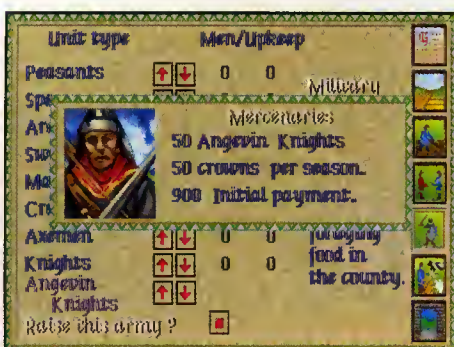 Unit type Men/Upkeep
Peasants 0 0
Military
Mercenaries
50 Angevin Knights
50 crowns per season.
900 Initial payment.
Axemen 0 0
foraging
Knights 0 0
food in
the county.
Angevin
Knights
Raise this army ?